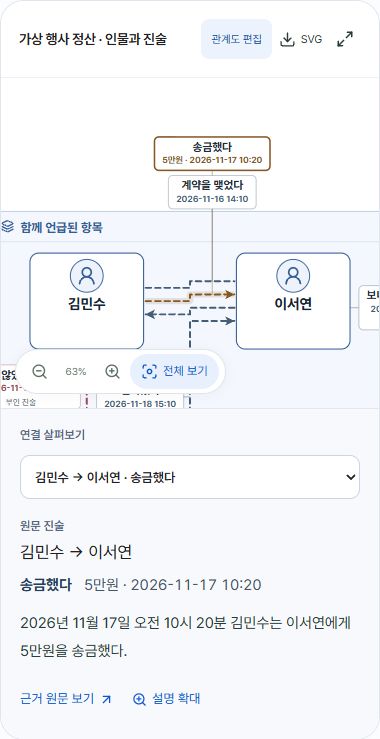 가상 행사 정산 · 인물과 진술
관계도 편집
SVG
송금했다
5만원 · 2026-11-17 10:20
계약을 맺었다
2026-11-16 14:10
함께 언급된 항목
김민수
이서연
부인 진술
2026-11-18 15:10
63%
전체 보기
연결 살펴보기
김민수 → 이서연 · 송금했다
원문 진술
김민수 → 이서연
송금했다 5만원 · 2026-11-17 10:20
2026년 11월 17일 오전 10시 20분 김민수는 이서연에게
5만원을 송금했다.
근거 원문 보기
설명 확대